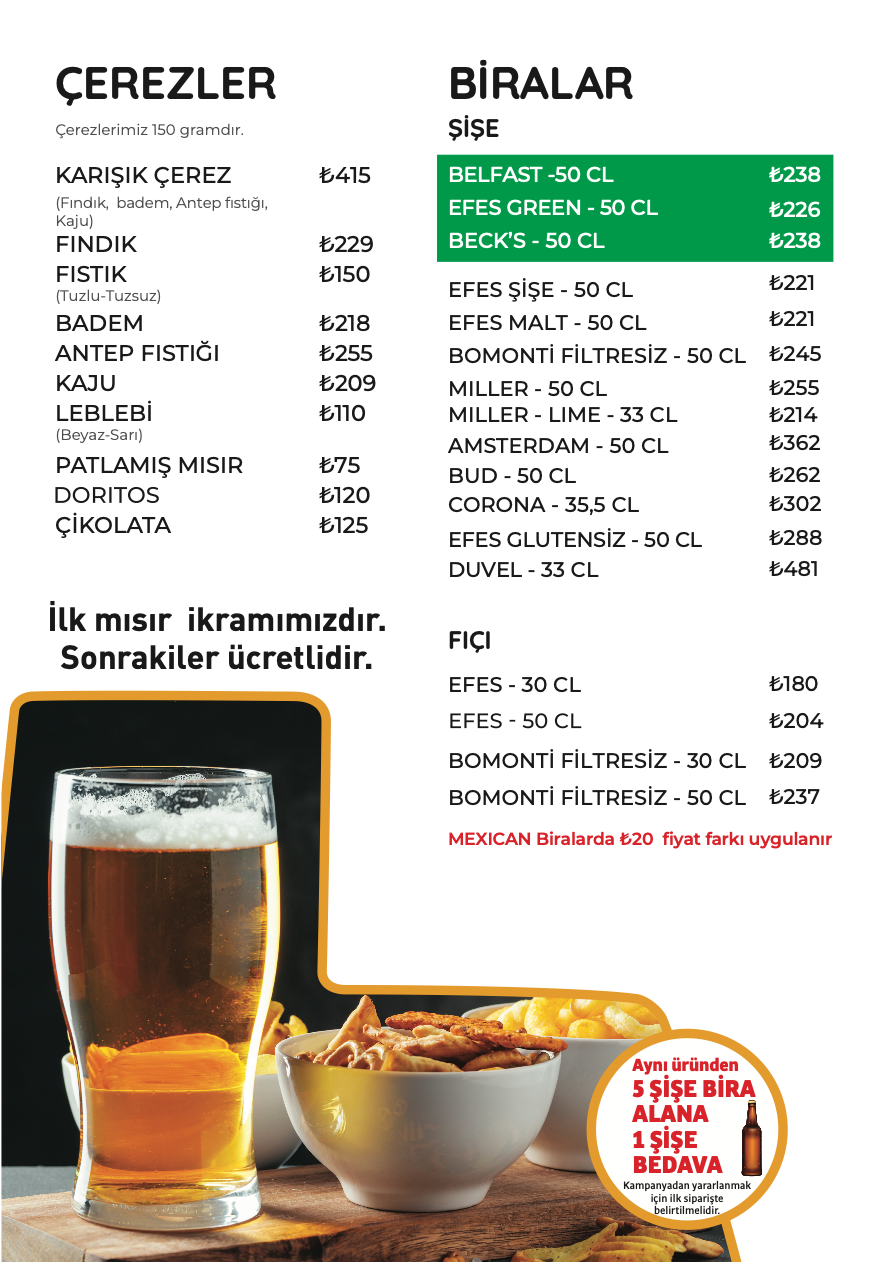 ÇEREZLER
Çerezlerimiz 150 gramdır.
KARIŞIK ÇEREZ ₺415
(Fındık, badem, Antep fıstığı,
Kaju)
FINDIK ₺229
FISTIK ₺150
(Tuzlu-Tuzsuz)
BADEM ₺218
ANTEP FISTIĞI ₺255
KAJU ₺209
LEBLEBİ ₺110
(Beyaz-Sarı)
PATLAMIŞ MISIR ₺75
DORITOS ₺120
ÇİKOLATA ₺125
İlk mısır ikramımızdır.
Sonrakiler ücretlidir.
BİRALAR
ŞİŞE
BELFAST -50 CL ₺238
EFES GREEN - 50 CL ₺226
BECK'S - 50 CL ₺238
EFES ŞİŞE - 50 CL ₺221
EFES MALT - 50 CL ₺221
BOMONTİ FİLTRESİZ - 50 CL ₺245
MILLER - 50 CL ₺255
MILLER - LIME - 33 CL ₺214
AMSTERDAM - 50 CL ₺362
BUD - 50 CL ₺262
CORONA - 35,5 CL ₺302
EFES GLUTENSİZ - 50 CL ₺288
DUVEL - 33 CL ₺481
FIÇI
EFES - 30 CL ₺180
EFES - 50 CL ₺204
BOMONTİ FİLTRESİZ - 30 CL ₺209
BOMONTİ FİLTRESİZ - 50 CL ₺237
MEXICAN Biralarda ₺20 fiyat farkı uygulanır
Aynı üründen
5 ŞİŞE BİRA
ALANA
1 ŞİŞE
BEDAVA
Kampanyadan yararlanmak
için ilk siparişte
belirtilmelidir.